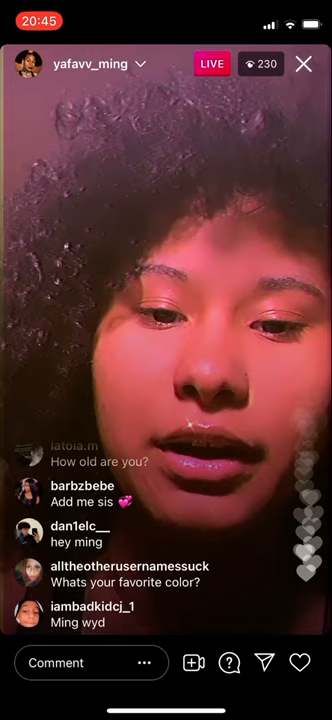 20:45
yafavv_ming
LIVE
230
latoia.m
How old are you?
barbzbebe
Add me sis 💞
dan1elc__
hey ming
alltheotherusernamessuck
Whats your favorite color?
iambadkidcj_1
Ming wyd
Comment